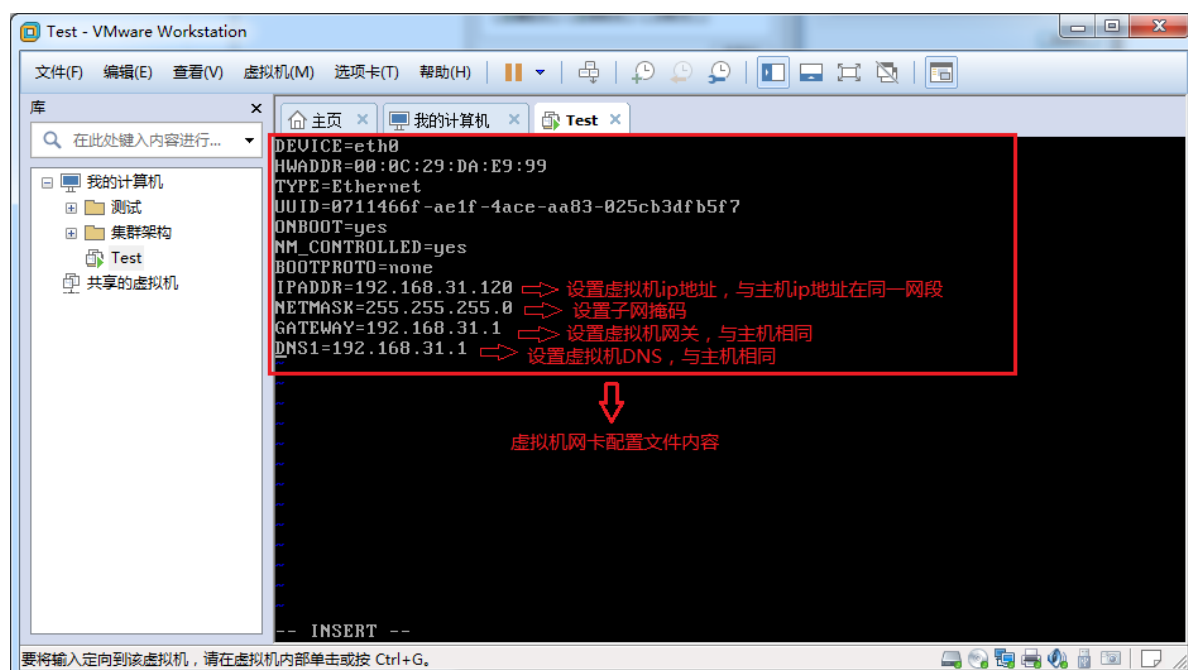 Test - VMware Workstation
文件(F) 编辑(E) 查看(V) 虚拟机(M) 选项卡(T) 帮助(H)
库
在此处键入内容进行...
我的计算机
测试
集群架构
Test
共享的虚拟机
主页 我的计算机 Test
DEVICE=eth0
HWADDR=00:0C:29:DA:E9:99
TYPE=Ethernet
UUID=0711466f-ae1f-4ace-aa83-025cb3dfb5f7
ONBOOT=yes
NM_CONTROLLED=yes
BOOTPROTO=none
IPADDR=192.168.31.120 设置虚拟机ip地址，与主机ip地址在同一网段
NETMASK=255.255.255.0 设置子网掩码
GATEWAY=192.168.31.1 设置虚拟机网关，与主机相同
DNS1=192.168.31.1 设置虚拟机DNS，与主机相同
虚拟机网卡配置文件内容
-- INSERT --
要将输入定向到该虚拟机，请在虚拟机内部单击或按 Ctrl+G。